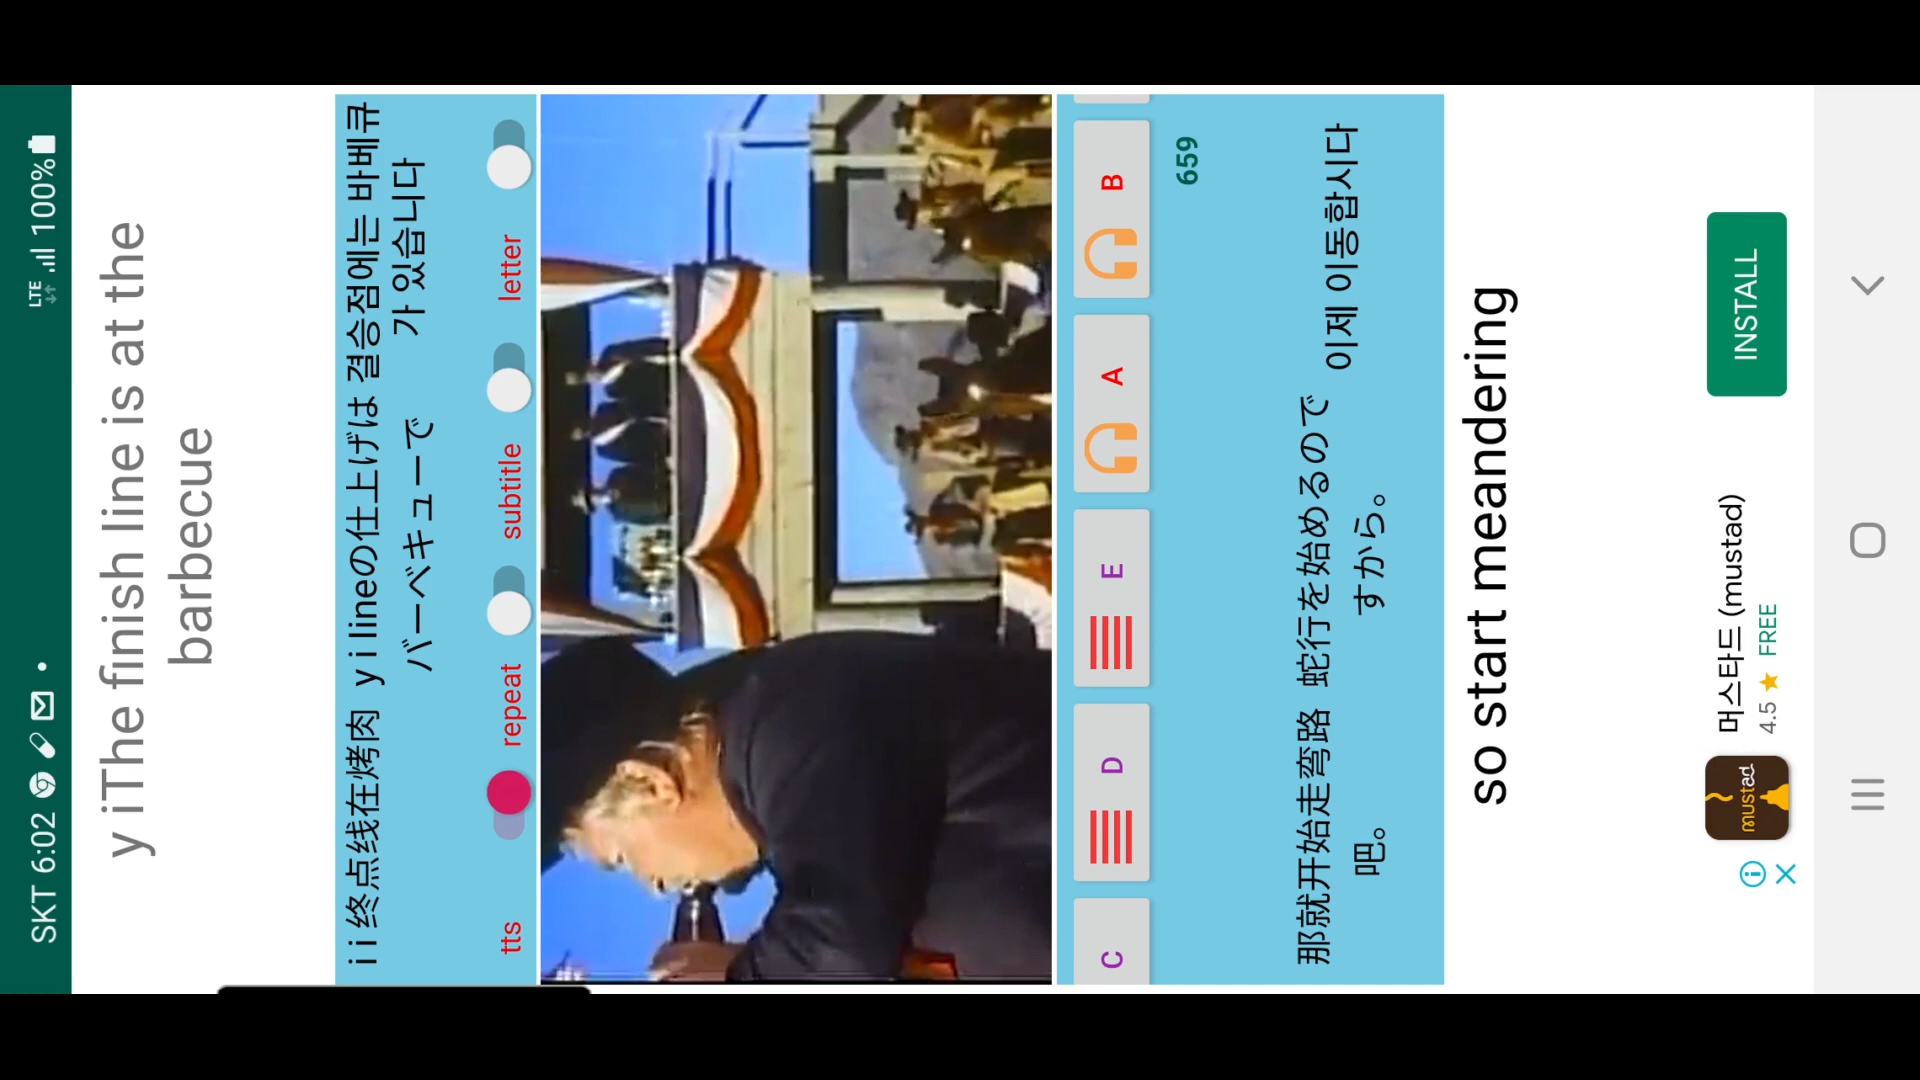 SKT 6:02
LTE
100%
y iThe finish line is at the
barbecue
i i 终点线在烤肉
y i lineの仕上げは
バーベキューで
결승점에는 바베큐
가 있습니다
tts
repeat
subtitle
letter
C
D
E
A
B
659
那就开始走弯路
吧。
蛇行を始めるので
すから。
이제 이동합시다
so start meandering
mustad
머스타드 (mustad)
4.5 ★ FREE
INSTALL